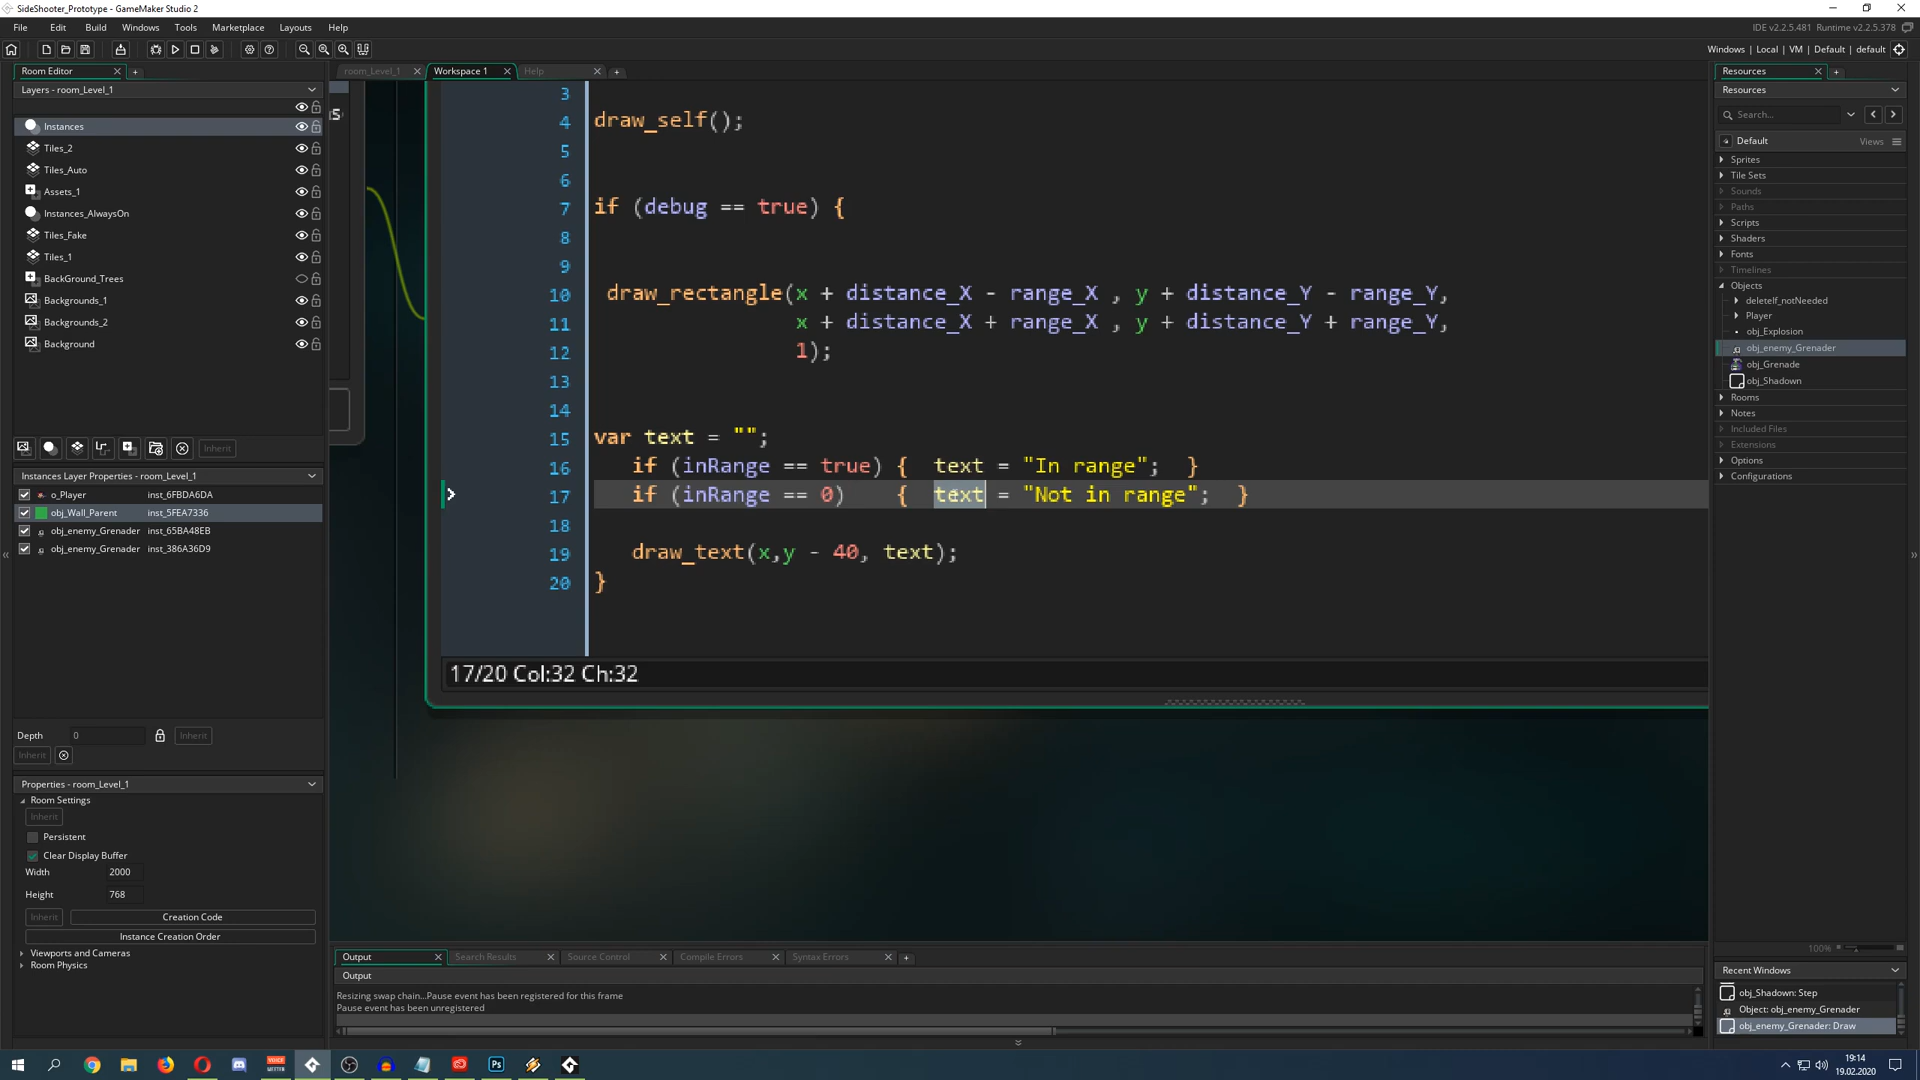 SideShooter_Prototype - GameMaker Studio 2
File Edit Build Windows Tools Marketplace Layouts Help
IDE v2.2.5.481 Runtime v2.2.5.378
Windows | Local | VM | Default | default
Room Editor
Layers - room_Level_1
Instances
Tiles_2
Tiles_Auto
Assets_1
Instances_AlwaysOn
Tiles_Fake
Tiles_1
BackGround_Trees
Backgrounds_1
Backgrounds_2
Background
Inherit
Instances Layer Properties - room_Level_1
o_Player inst_6FBDA6DA
obj_Wall_Parent inst_5FEA7336
obj_enemy_Grenader inst_65BA48EB
obj_enemy_Grenader inst_386A36D9
Depth 0 Inherit
Inherit
Properties - room_Level_1
Room Settings
Inherit
Persistent
Clear Display Buffer
Width 2000
Height 768
Inherit Creation Code
Instance Creation Order
Viewports and Cameras
Room Physics
room_Level_1 Workspace 1 Help
3
4 draw_self();
5
6
7 if (debug == true) {
8
9
10 draw_rectangle(x + distance_X - range_X , y + distance_Y - range_Y,
11 x + distance_X + range_X , y + distance_Y + range_Y,
12 1);
13
14
15 var text = "";
16 if (inRange == true) { text = "In range"; }
17 if (inRange == 0) { text = "Not in range"; }
18
19 draw_text(x,y - 40, text);
20 }
17/20 Col:32 Ch:32
Output Search Results Source Control Compile Errors Syntax Errors
Output
Resizing swap chain...Pause event has been registered for this frame
Pause event has been unregistered
Resources
Resources
Search...
Default Views
Sprites
Tile Sets
Sounds
Paths
Scripts
Shaders
Fonts
Timelines
Objects
deleteIf_notNeeded
Player
obj_Explosion
obj_enemy_Grenader
obj_Grenade
obj_Shadown
Rooms
Notes
Included Files
Extensions
Options
Configurations
100%
Recent Windows
obj_Shadown: Step
Object: obj_enemy_Grenader
obj_enemy_Grenader: Draw
Ps
19:14
19.02.2020